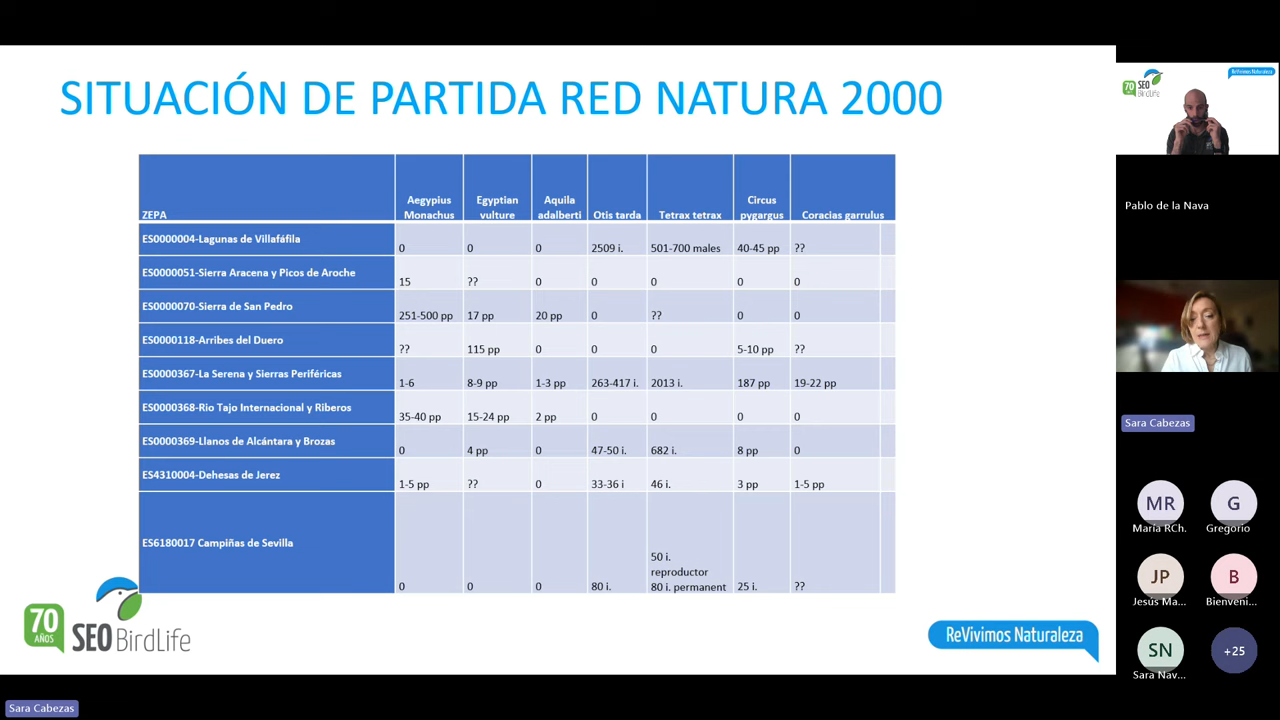 SITUACIÓN DE PARTIDA RED NATURA 2000
ZEPA Aegypius Monachus Egyptian vulture Aquila adalberti Otis tarda Tetrax tetrax Circus pygargus Coracias garrulus
ES0000004-Lagunas de Villafáfila 0 0 0 2509 i. 501-700 males 40-45 pp ??
ES0000051-Sierra Aracena y Picos de Aroche 15 ?? 0 0 0 0 0
ES0000070-Sierra de San Pedro 251-500 pp 17 pp 20 pp 0 ?? 0 0
ES0000118-Arribes del Duero ?? 115 pp 0 0 0 5-10 pp ??
ES0000367-La Serena y Sierras Periféricas 1-6 8-9 pp 1-3 pp 263-417 i. 2013 i. 187 pp 19-22 pp
ES0000368-Rio Tajo Internacional y Riberos 35-40 pp 15-24 pp 2 pp 0 0 0 0
ES0000369-Llanos de Alcántara y Brozas 0 4 pp 0 47-50 i. 682 i. 8 pp 0
ES4310004-Dehesas de Jerez 1-5 pp ?? 0 33-36 i 46 i. 3 pp 1-5 pp
ES6180017 Campiñas de Sevilla 0 0 0 80 i. 50 i. reproductor 80 i. permanent 25 i. ??
70 AÑOS SEO BirdLife
ReVivimos Naturaleza
Sara Cabezas
70 SEO BirdLife
ReVivimos Naturaleza
Pablo de la Nava
Sara Cabezas
MR
María RCh.
G
Gregorio
JP
Jesús Ma...
B
Bienveni...
SN
Sara Nav...
+25